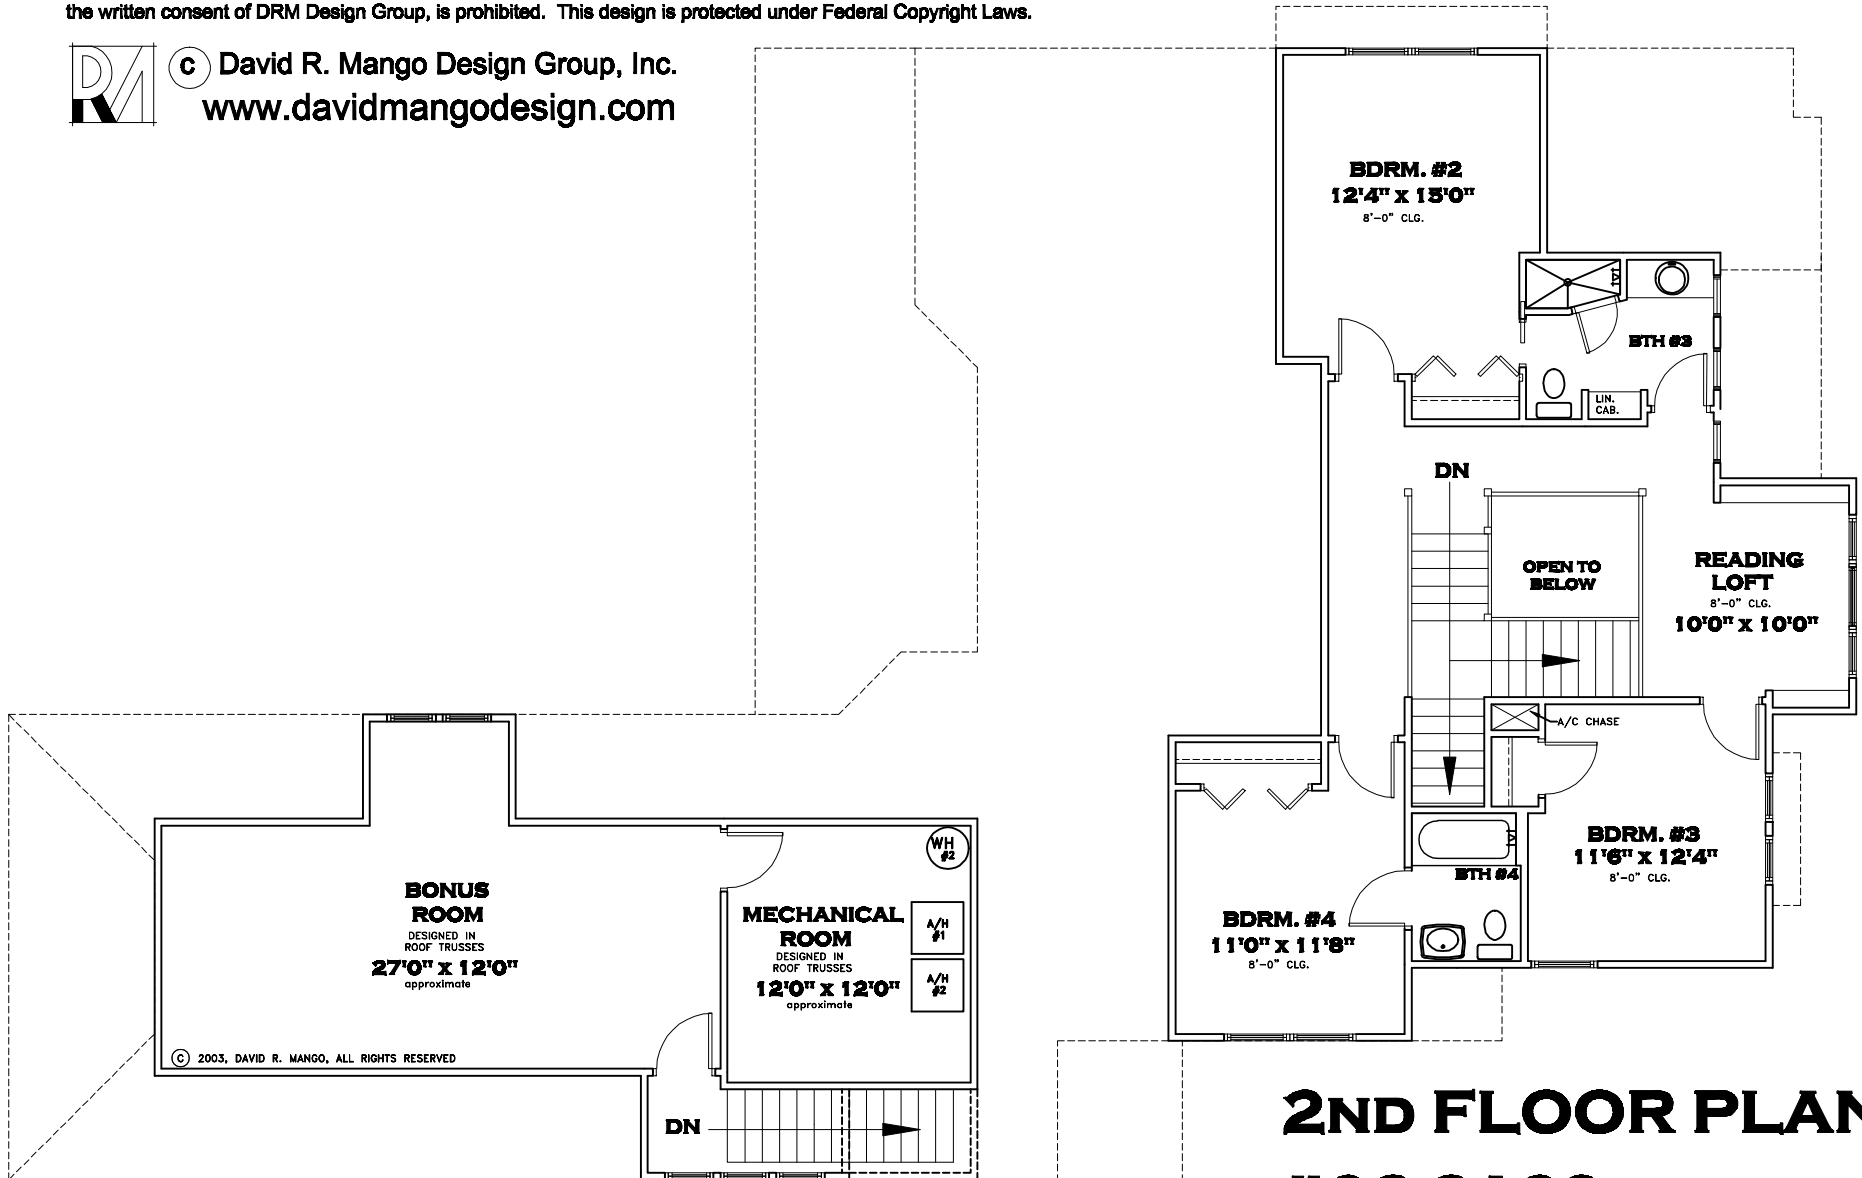 the written consent of DRM Design Group, is prohibited. This design is protected under Federal Copyright Laws.
© David R. Mango Design Group, Inc.
www.davidmangodesign.com
BDRM. #2
12'4" X 15'0"
8'-0" CLG.
BTH #3
LIN.
CAB.
DN
OPEN TO
BELOW
READING
LOFT
8'-0" CLG.
10'0" X 10'0"
A/C CHASE
BDRM. #3
11'6" X 12'4"
8'-0" CLG.
BTH #4
BDRM. #4
11'0" X 11'8"
8'-0" CLG.
BONUS
ROOM
DESIGNED IN
ROOF TRUSSES
27'0" X 12'0"
approximate
MECHANICAL
ROOM
DESIGNED IN
ROOF TRUSSES
12'0" X 12'0"
approximate
WH
#2
A/H
#1
A/H
#2
© 2003, DAVID R. MANGO, ALL RIGHTS RESERVED
DN
2ND FLOOR PLAN